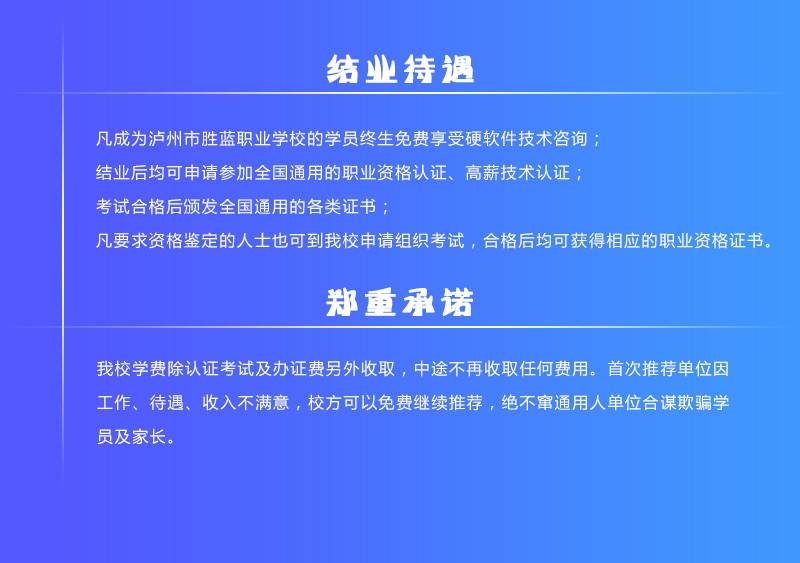 结业待遇
凡成为泸州市胜蓝职业学校的学员终生免费享受硬软件技术咨询；
结业后均可申请参加全国通用的职业资格认证、高薪技术认证；
考试合格后颁发全国通用的各类证书；
凡要求资格鉴定的人士也可到我校申请组织考试，合格后均可获得相应的职业资格证书。
郑重承诺
我校学费除认证考试及办证费另外收取，中途不再收取任何费用。首次推荐单位因
工作、待遇、收入不满意，校方可以免费继续推荐，绝不窜通用人单位合谋欺骗学
员及家长。